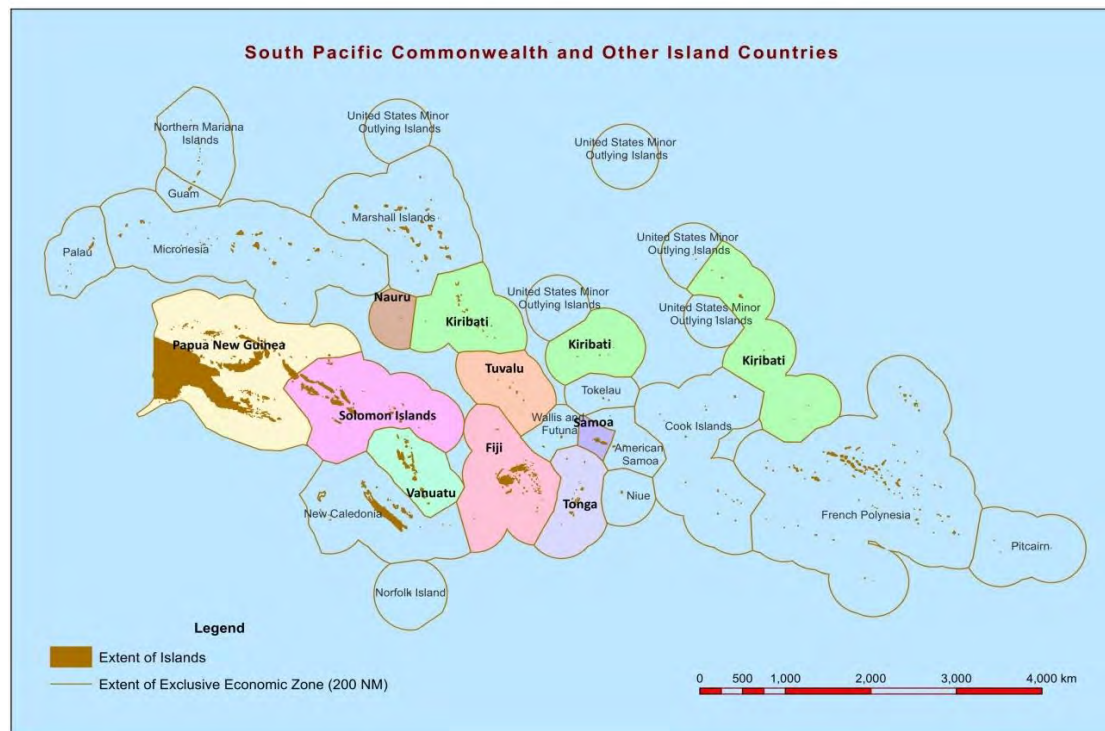 South Pacific Commonwealth and Other Island Countries
United States Minor
Outlying Islands
Northern Mariana
Islands
United States Minor
Outlying Islands
Guam
Marshall Islands
Palau
Micronesia
United States Minor
Outlying Islands
Nauru
United States Minor
Outlying Islands
United States Minor
Outlying Islands
Kiribati
Papua New Guinea
Kiribati
Kiribati
Tuvalu
Tokelau
Solomon Islands
Wallis and
Futuna
Samoa
Cook Islands
Fiji
American
Samoa
Vanuatu
Niue
New Caledonia
Tonga
French Polynesia
Pitcairn
Norfolk Island
Legend
Extent of Islands
Extent of Exclusive Economic Zone (200 NM)
0 500 1,000 2,000 3,000 4,000 km